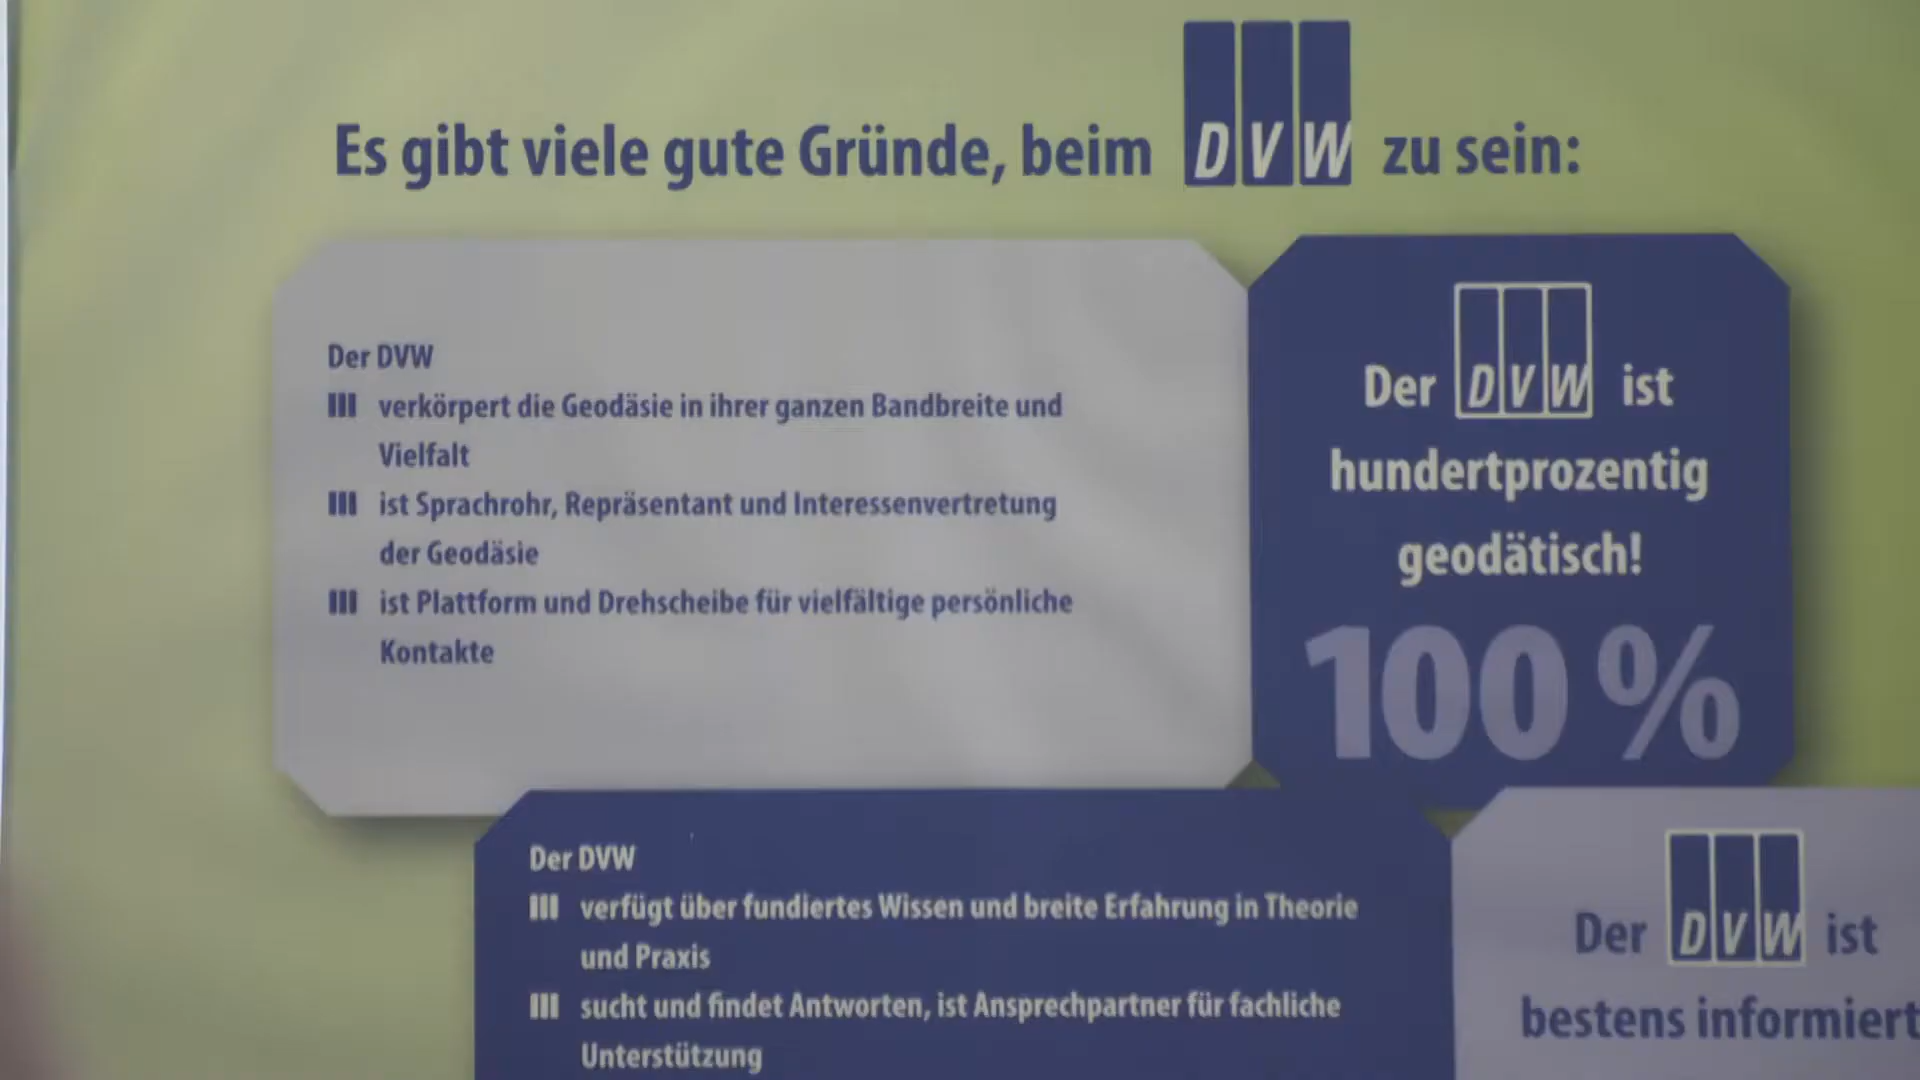 Es gibt viele gute Gründe, beim DVW zu sein:
Der DVW
verkörpert die Geodäsie in ihrer ganzen Bandbreite und
Vielfalt
ist Sprachrohr, Repräsentant und Interessenvertretung
der Geodäsie
ist Plattform und Drehscheibe für vielfältige persönliche
Kontakte
Der DVW ist
hundertprozentig
geodätisch!
100 %
Der DVW
verfügt über fundiertes Wissen und breite Erfahrung in Theorie
und Praxis
sucht und findet Antworten, ist Ansprechpartner für fachliche
Unterstützung
Der DVW ist
bestens informiert